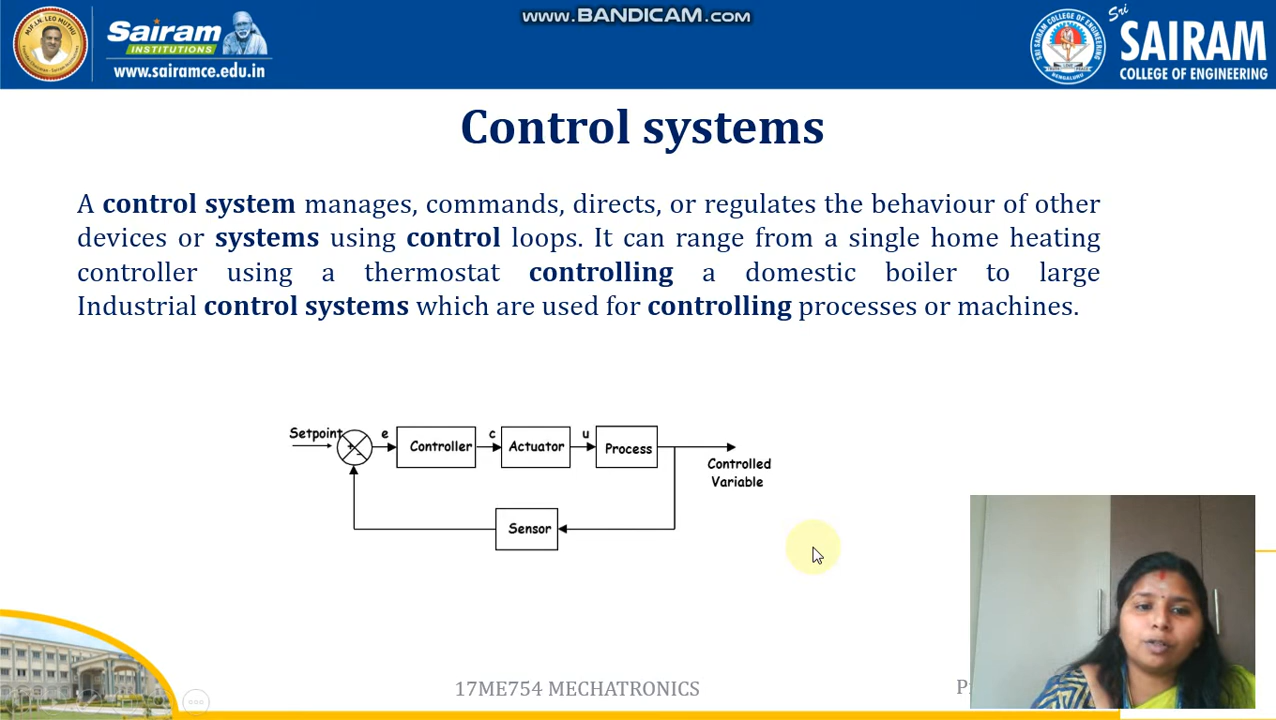 www.BANDICAM.com
Sairam
INSTITUTIONS
www.sairamce.edu.in
Sri
SAIRAM
COLLEGE OF ENGINEERING
Control systems
A control system manages, commands, directs, or regulates the behaviour of other
devices or systems using control loops. It can range from a single home heating
controller using a thermostat controlling a domestic boiler to large
Industrial control systems which are used for controlling processes or machines.
Setpoint
+
-
e
Controller
c
Actuator
u
Process
Controlled
Variable
Sensor
17ME754 MECHATRONICS